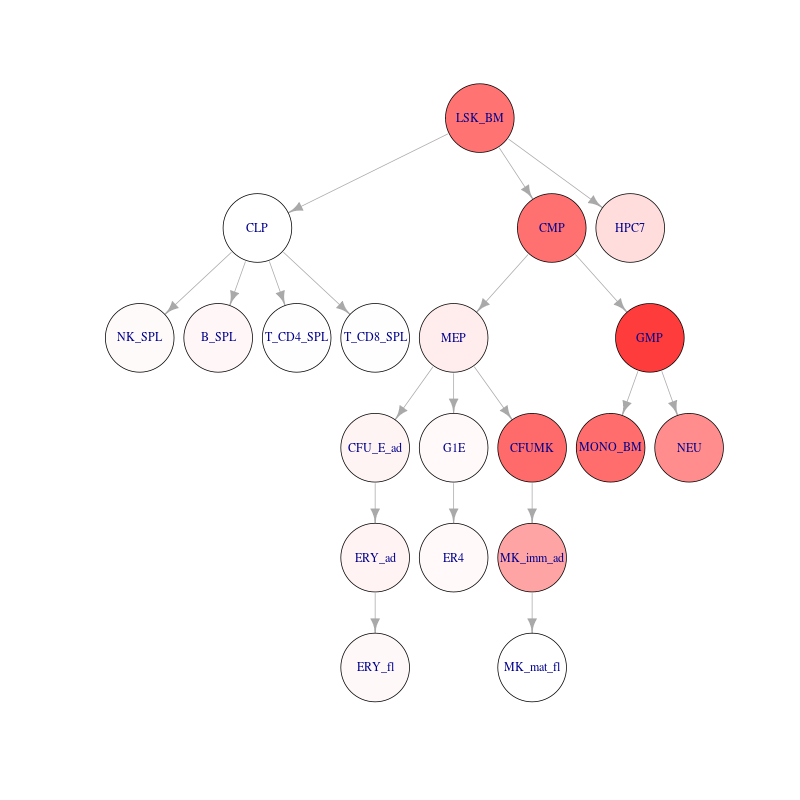 LSK_BM
CLP
CMP
HPC7
NK_SPL
B_SPL
T_CD4_SPL
T_CD8_SPL
MEP
GMP
CFU_E_ad
G1E
CFUMK
MONO_BM
NEU
ERY_ad
ER4
MK_imm_ad
ERY_fl
MK_mat_fl